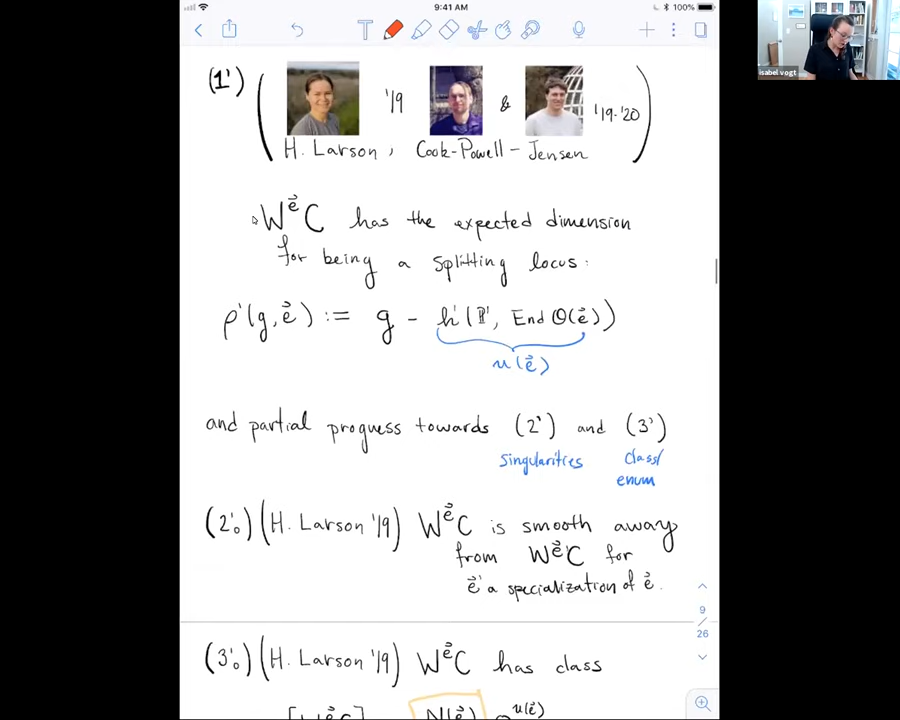 9:41 AM
100%
isabel vogt
(1')
'19 & '19-'20
H. Larson, Cook-Powell - Jensen
W^e⃗ C has the expected dimension
for being a splitting locus:
ρ'(g, e⃗) := g - h¹(ℙ¹, End O(e⃗))
u(e⃗)
and partial progress towards (2') and (3')
singularities class/
enum
(2'₀) (H. Larson '19) W^e⃗ C is smooth away
from W^e⃗' C for
e⃗' a specialization of e⃗.
9
/
26
(3'₀) (H. Larson '19) W^e⃗ C has class
N(e⃗) u(e⃗)